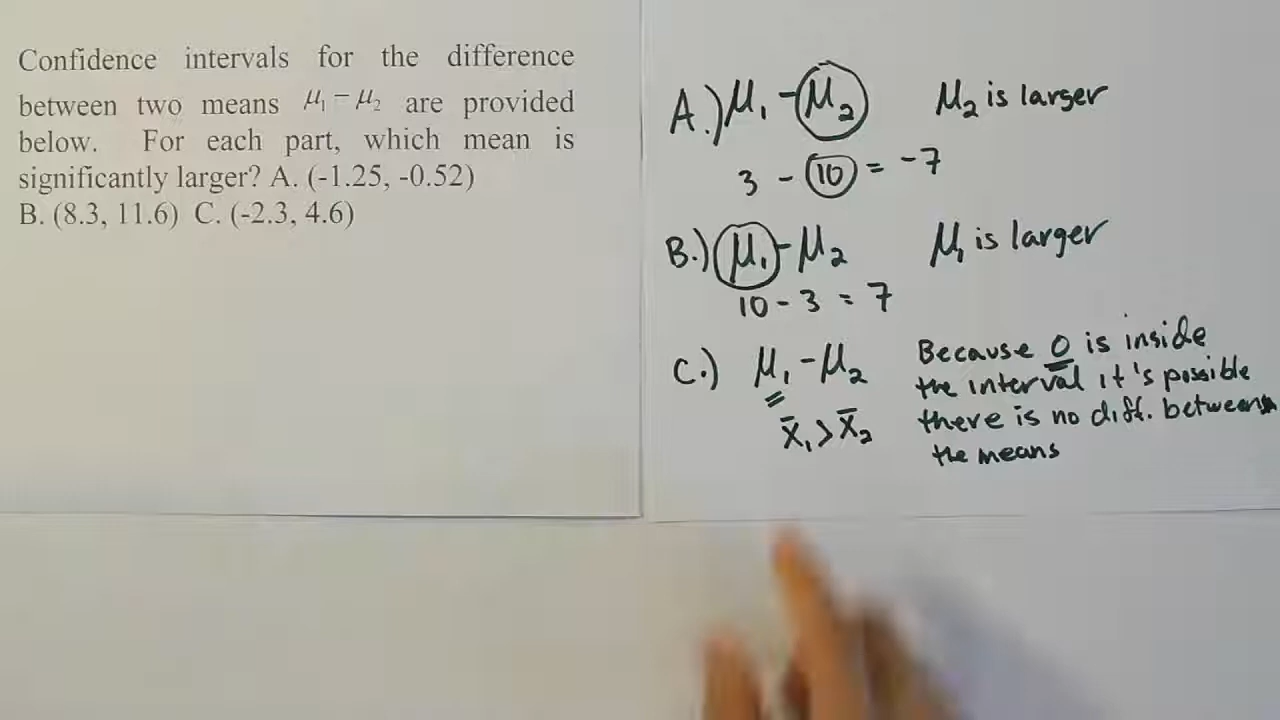 Confidence intervals for the difference
between two means μ₁ − μ₂ are provided
below. For each part, which mean is
significantly larger? A. (-1.25, -0.52)
B. (8.3, 11.6) C. (-2.3, 4.6)
A.) μ₁ − μ₂ μ₂ is larger
3 - 10 = -7
B.) μ₁ − μ₂ μ₁ is larger
10 - 3 = 7
C.) μ₁ − μ₂
x̄₁ > x̄₂
Because 0 is inside
the interval it's possible
there is no diff. between
the means